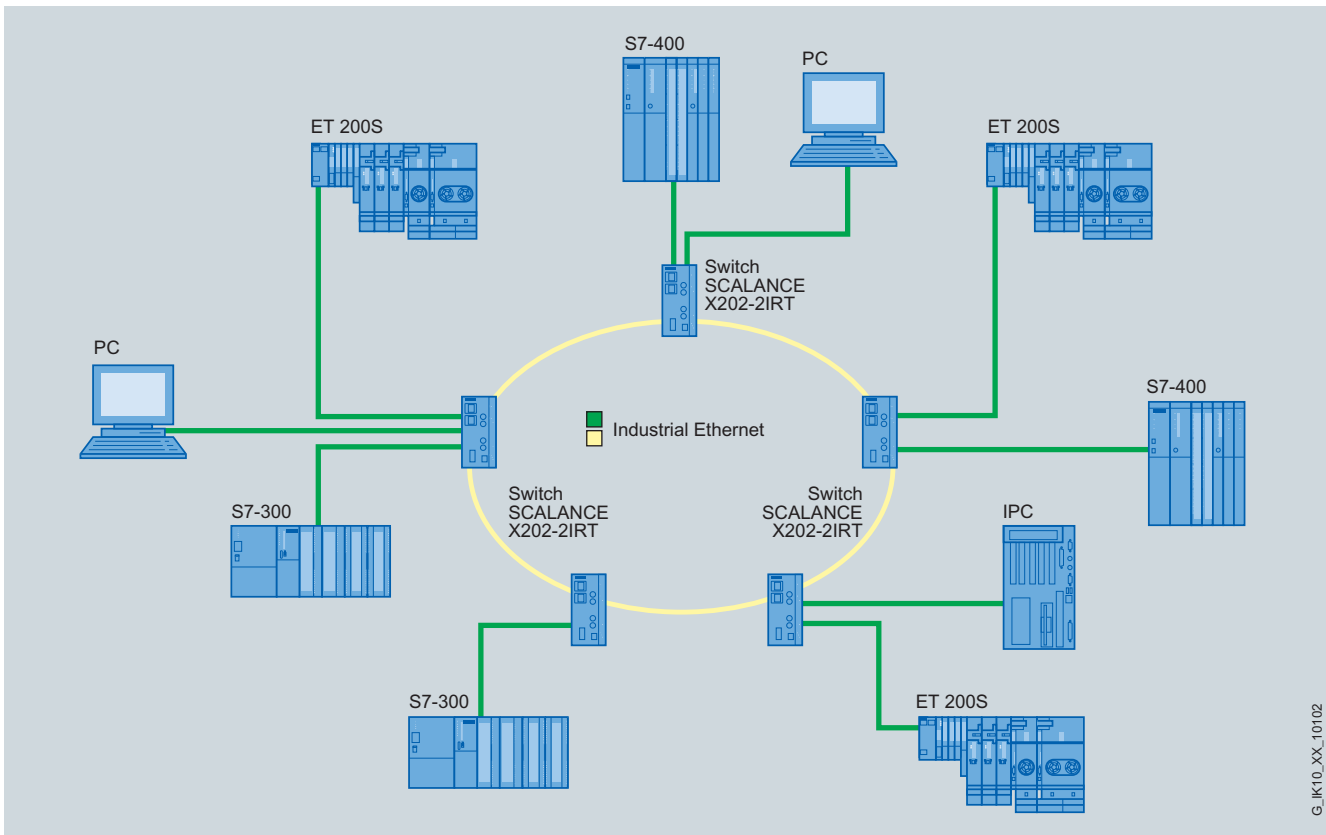 S7-400
PC
ET 200S
ET 200S
Switch
SCALANCE
X202-2IRT
PC
S7-400
Industrial Ethernet
Switch
SCALANCE
X202-2IRT
Switch
SCALANCE
X202-2IRT
S7-300
IPC
S7-300
ET 200S
G_IK10_XX_10102